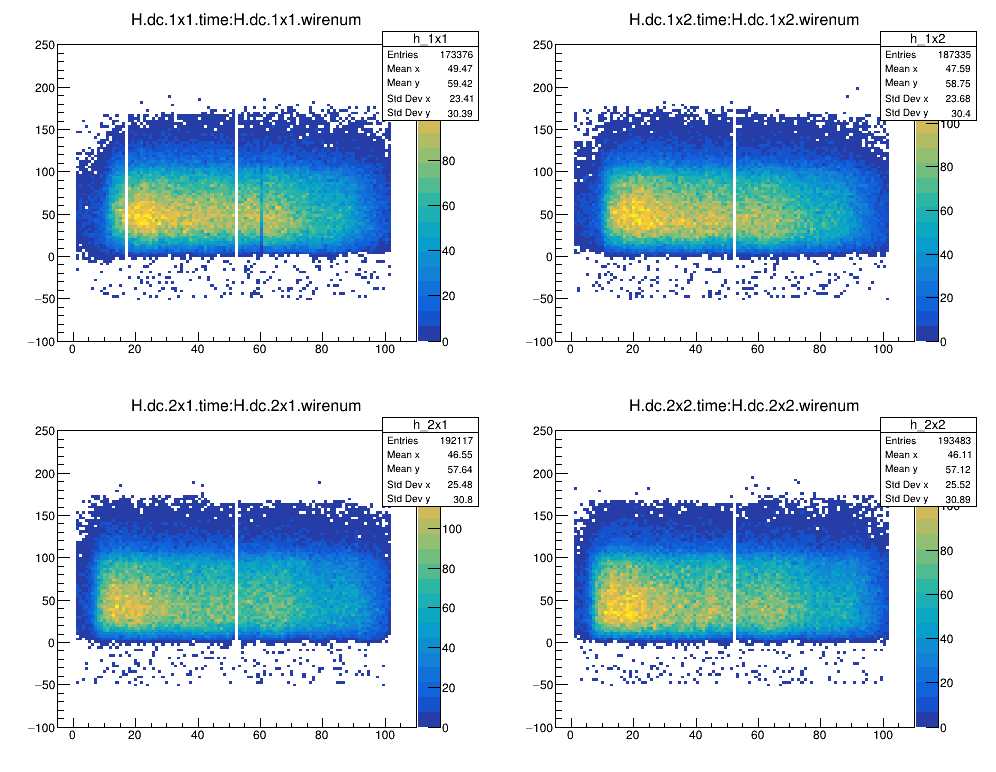 H.dc.1x1.time:H.dc.1x1.wirenum
h_1x1
Entries 173376
Mean x 49.47
Mean y 59.42
Std Dev x 23.41
Std Dev y 30.39
250
200
150
100
50
0
−50
−100
0 20 40 60 80 100
80
60
40
20
0
H.dc.1x2.time:H.dc.1x2.wirenum
h_1x2
Entries 187335
Mean x 47.59
Mean y 58.75
Std Dev x 23.68
Std Dev y 30.4
250
200
150
100
50
0
−50
−100
0 20 40 60 80 100
100
80
60
40
20
0
H.dc.2x1.time:H.dc.2x1.wirenum
h_2x1
Entries 192117
Mean x 46.55
Mean y 57.64
Std Dev x 25.48
Std Dev y 30.8
250
200
150
100
50
0
−50
−100
0 20 40 60 80 100
100
80
60
40
20
0
H.dc.2x2.time:H.dc.2x2.wirenum
h_2x2
Entries 193483
Mean x 46.11
Mean y 57.12
Std Dev x 25.52
Std Dev y 30.89
250
200
150
100
50
0
−50
−100
0 20 40 60 80 100
100
80
60
40
20
0